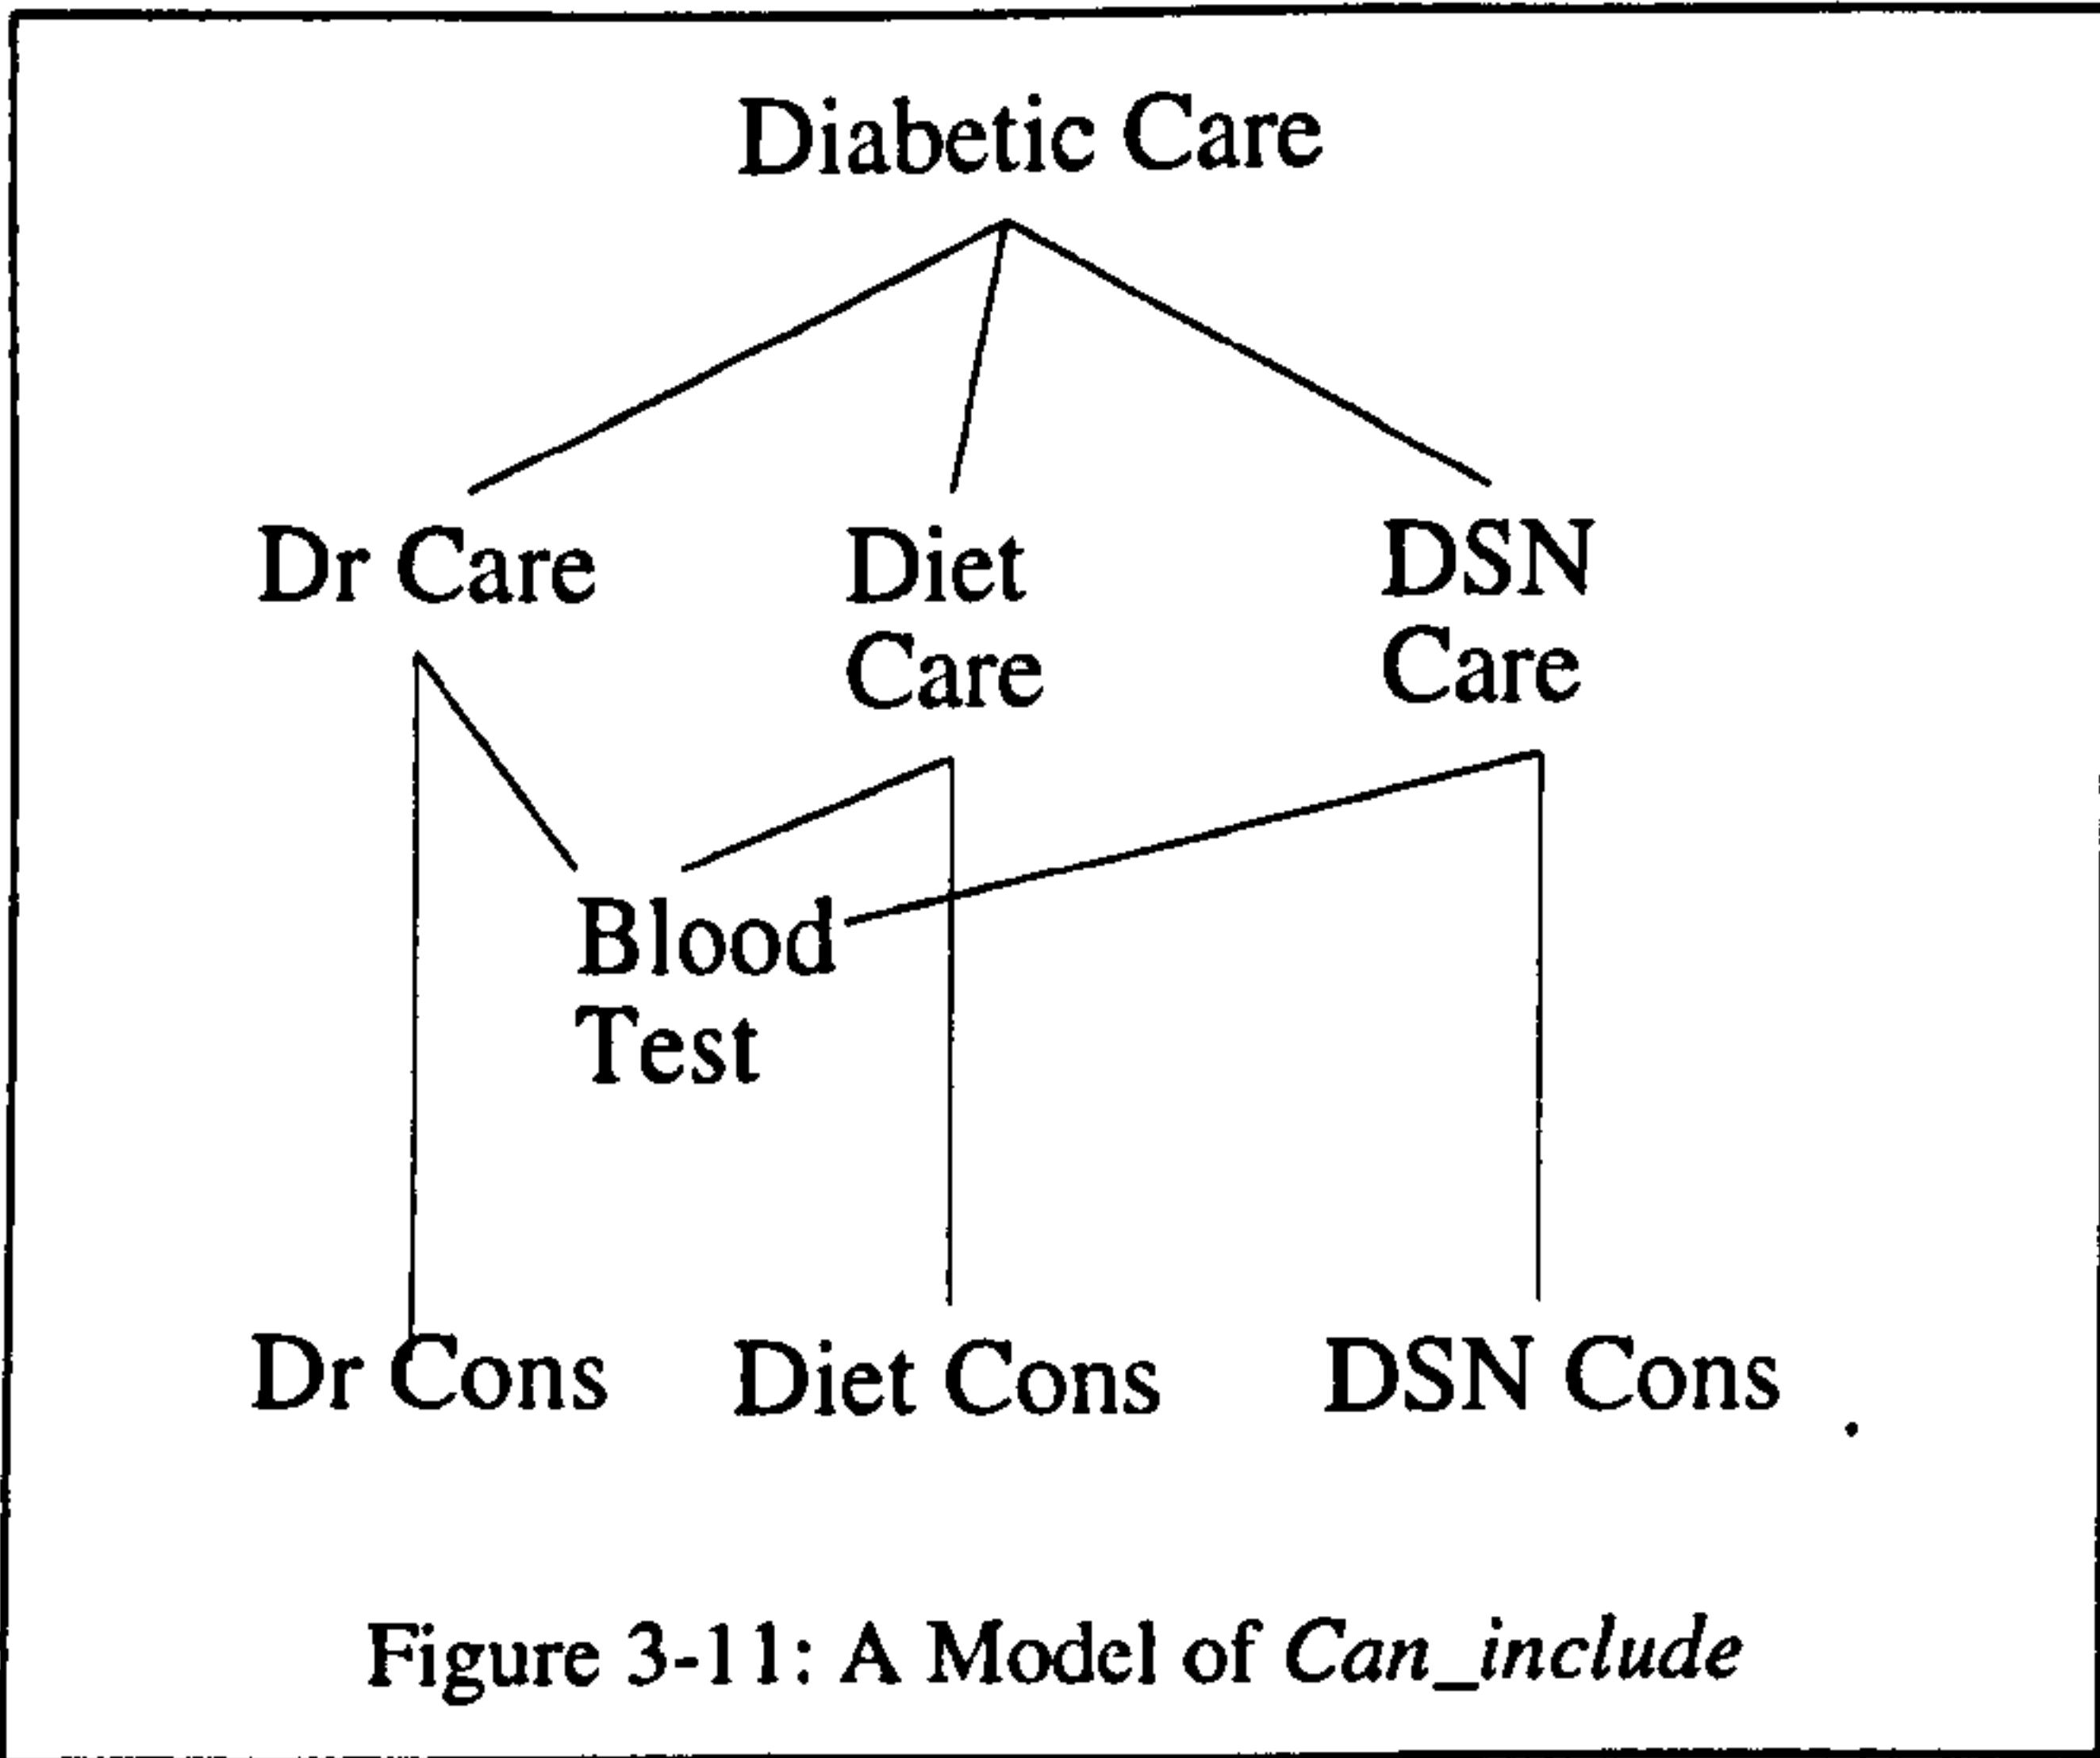 Diabetic Care
Dr Care
Diet
Care
DSN
Care
Blood
Test
Dr Cons
Diet Cons
DSN Cons
Figure 3-11: A Model of Can_include